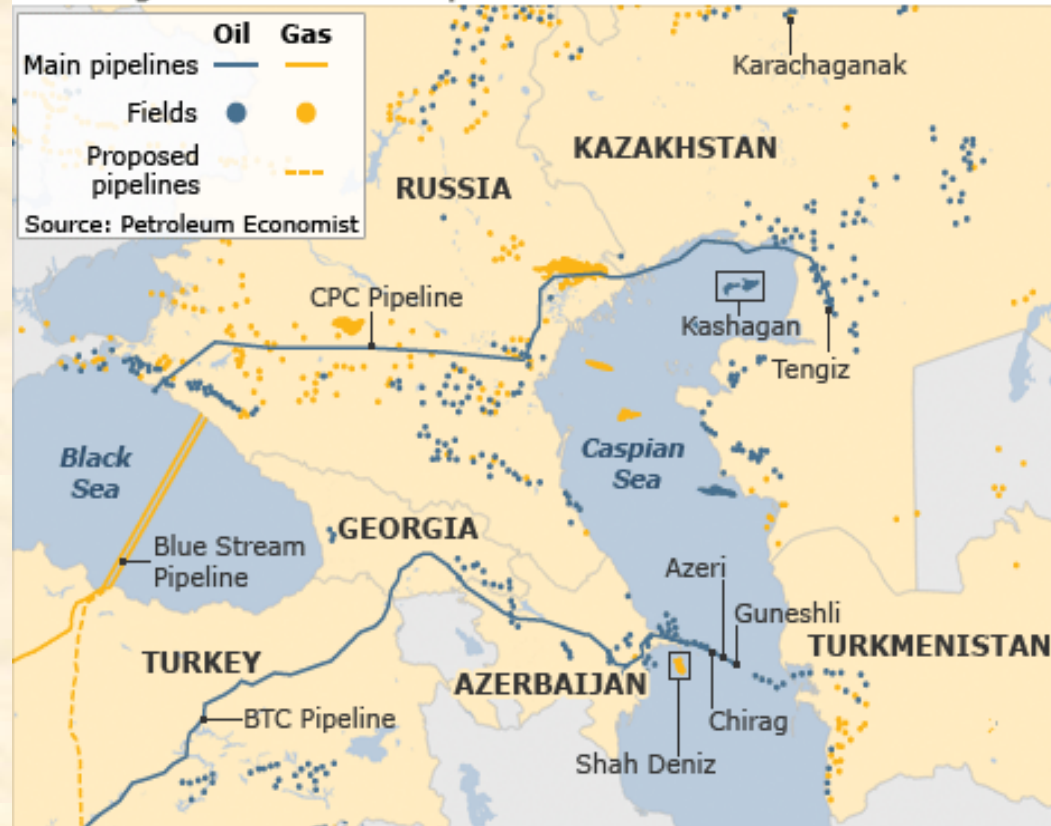 Oil Gas
Main pipelines
Fields
Proposed
pipelines
Source: Petroleum Economist
Karachaganak
KAZAKHSTAN
RUSSIA
CPC Pipeline
Kashagan
Tengiz
Black
Sea
Caspian
Sea
GEORGIA
Blue Stream
Pipeline
Azeri
Guneshli
TURKEY
TURKMENISTAN
AZERBAIJAN
BTC Pipeline
Chirag
Shah Deniz